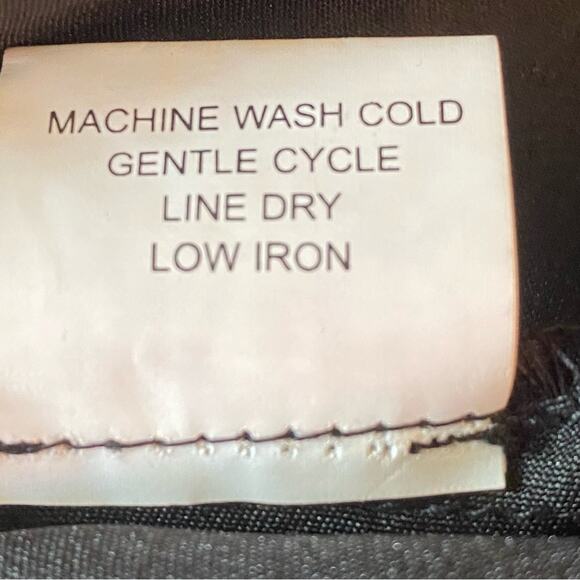 MACHINE WASH COLD
GENTLE CYCLE
LINE DRY
LOW IRON